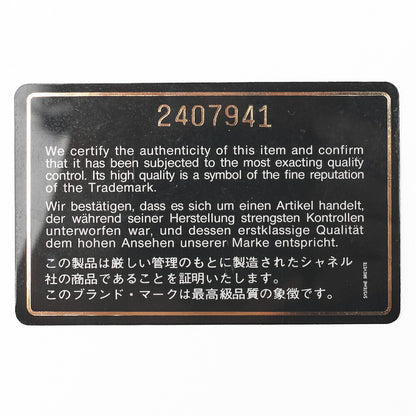 2407941
We certify the authenticity of this item and confirm
that it has been subjected to the most exacting quality
control. Its high quality is a symbol of the fine reputation
of the Trademark.
Wir bestätigen, dass es sich um einen Artikel handelt,
der während seiner Herstellung strengsten Kontrollen
unterworfen war, und dessen erstklassige Qualität
dem hohen Ansehen unserer Marke entspricht.
この製品は厳しい管理のもとに製造されたシャネル
社の商品であることを証明いたします。
このブランド・マークは最高級品質の象徴です。
SYSTEME BREVETE